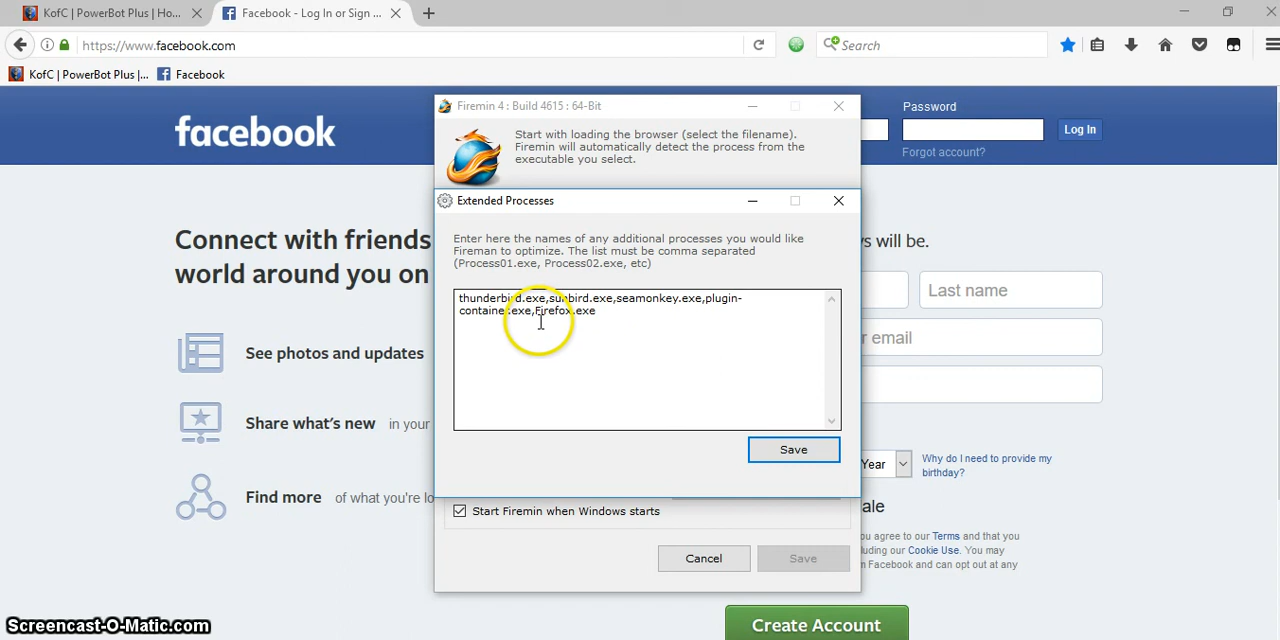 KofC | PowerBot Plus | Ho...
Facebook - Log In or Sign ...
https://www.facebook.com
Search
KofC | PowerBot Plus |...
Facebook
facebook
Password
Log In
Forgot account?
Firemin 4 : Build 4615 : 64-Bit
Start with loading the browser (select the filename).
Firemin will automatically detect the process from the
executable you select.
Extended Processes
Enter here the names of any additional processes you would like
Fireman to optimize. The list must be comma separated
(Process01.exe, Process02.exe, etc)
thunderbird.exe,sunbird.exe,seamonkey.exe,plugin-
container.exe,Firefox.exe
Save
Start Firemin when Windows starts
Cancel
Save
Connect with friends
world around you on
See photos and updates
Share what's new in your
Find more of what you're lo
ys will be.
Last name
r email
Year
Why do I need to provide my
birthday?
ale
ou agree to our Terms and that you
luding our Cookie Use. You may
Facebook and can opt out at any
Create Account
Screencast-O-Matic.com